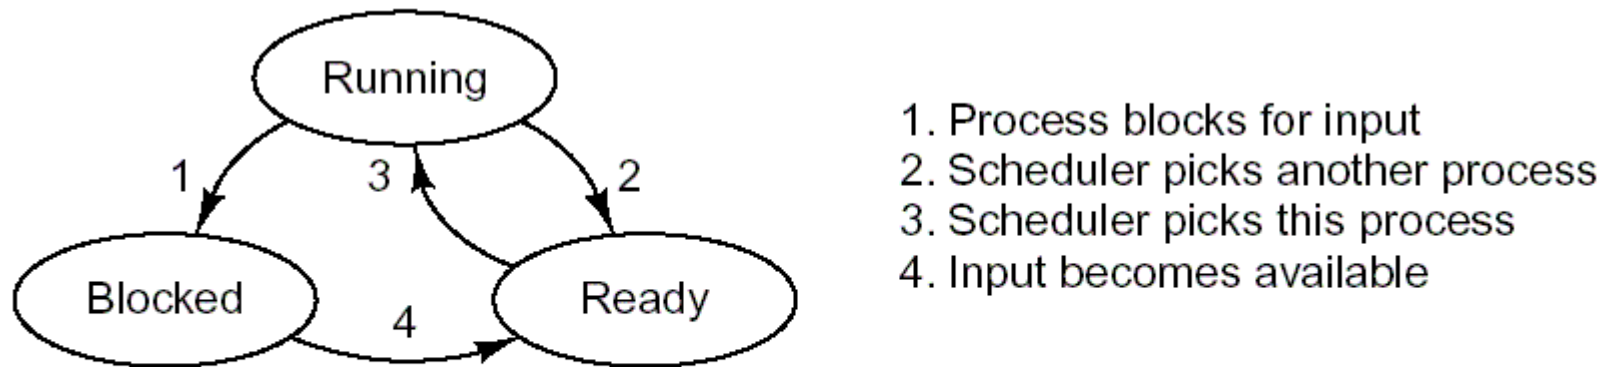 Running
1
3
2
Blocked
4
Ready
1. Process blocks for input
2. Scheduler picks another process
3. Scheduler picks this process
4. Input becomes available